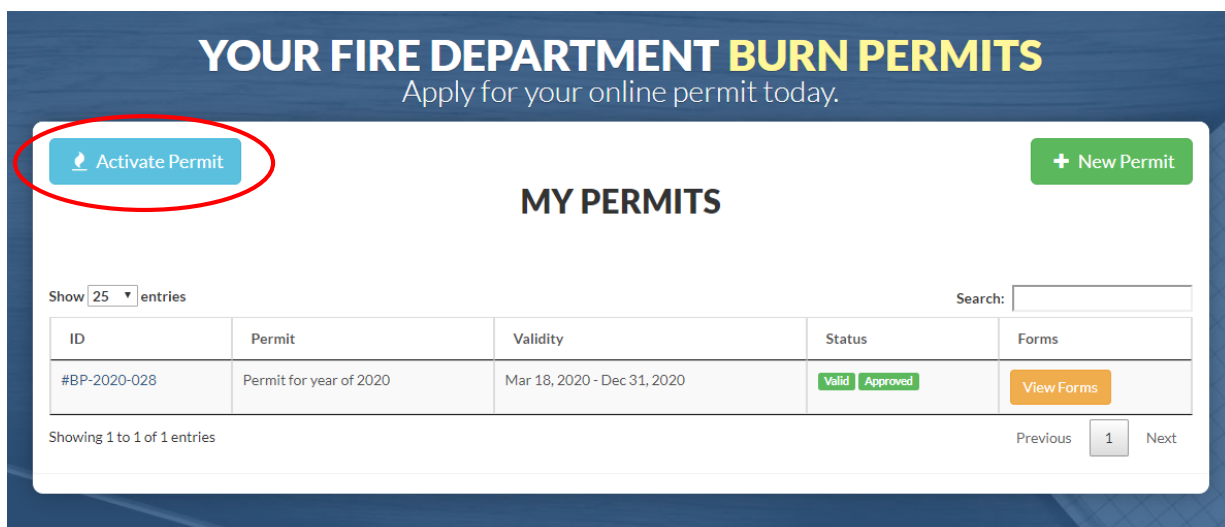 YOUR FIRE DEPARTMENT BURN PERMITS
Apply for your online permit today.
Activate Permit
New Permit
MY PERMITS
Show 25 entries
Search:
ID Permit Validity Status Forms
#BP-2020-028 Permit for year of 2020 Mar 18, 2020 - Dec 31, 2020 Valid Approved View Forms
Showing 1 to 1 of 1 entries
Previous 1 Next